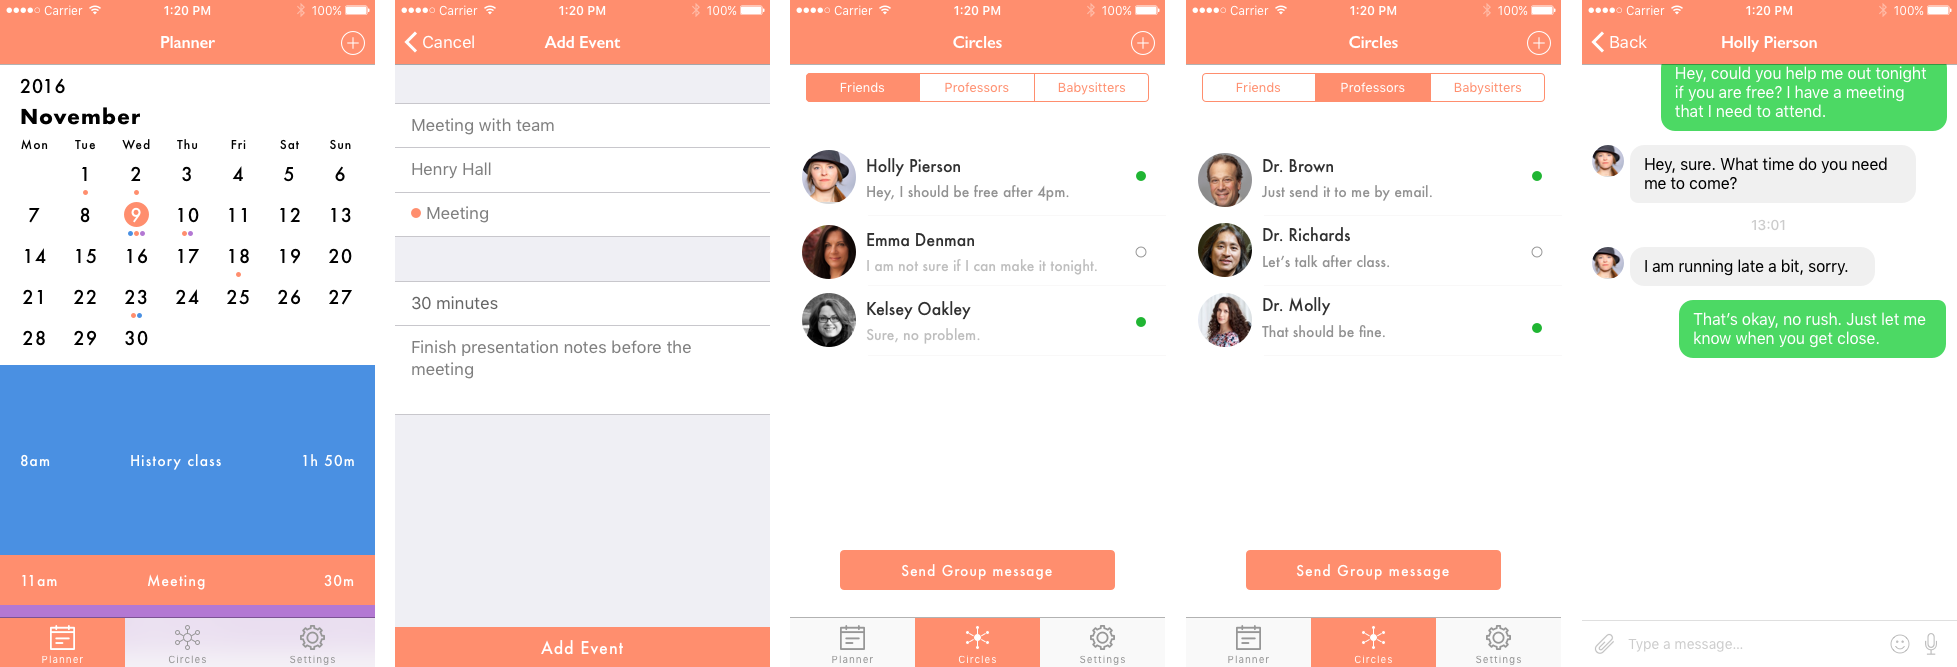 Carrier 1:20 PM 100%
Planner
2016
November
Mon Tue Wed Thu Fri Sat Sun
1 2 3 4 5 6
7 8 9 10 11 12 13
14 15 16 17 18 19 20
21 22 23 24 25 26 27
28 29 30
8am History class 1h 50m
11am Meeting 30m
Planner Circles Settings
Carrier 1:20 PM 100%
Cancel Add Event
Meeting with team
Henry Hall
Meeting
30 minutes
Finish presentation notes before the
meeting
Add Event
Carrier 1:20 PM 100%
Circles
Friends Professors Babysitters
Holly Pierson
Hey, I should be free after 4pm.
Emma Denman
I am not sure if I can make it tonight.
Kelsey Oakley
Sure, no problem.
Send Group message
Planner Circles Settings
Carrier 1:20 PM 100%
Circles
Friends Professors Babysitters
Dr. Brown
Just send it to me by email.
Dr. Richards
Let's talk after class.
Dr. Molly
That should be fine.
Send Group message
Planner Circles Settings
Carrier 1:20 PM 100%
Back Holly Pierson
Hey, could you help me out tonight
if you are free? I have a meeting
that I need to attend.
Hey, sure. What time do you need
me to come?
13:01
I am running late a bit, sorry.
That's okay, no rush. Just let me
know when you get close.
Type a message...